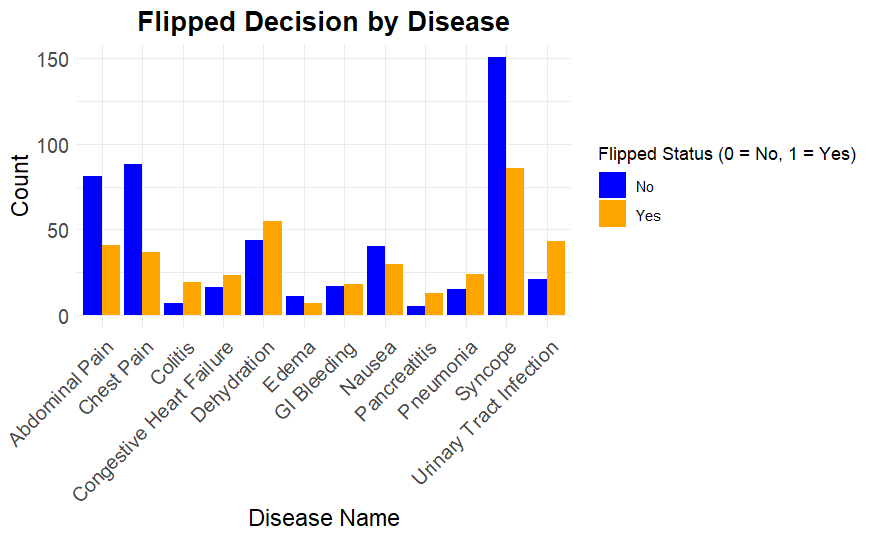 Flipped Decision by Disease
150
100
50
0
Count
Abdominal Pain
Chest Pain
Colitis
Congestive Heart Failure
Dehydration
Edema
GI Bleeding
Nausea
Pancreatitis
Pneumonia
Syncope
Urinary Tract Infection
Disease Name
Flipped Status (0 = No, 1 = Yes)
No
Yes